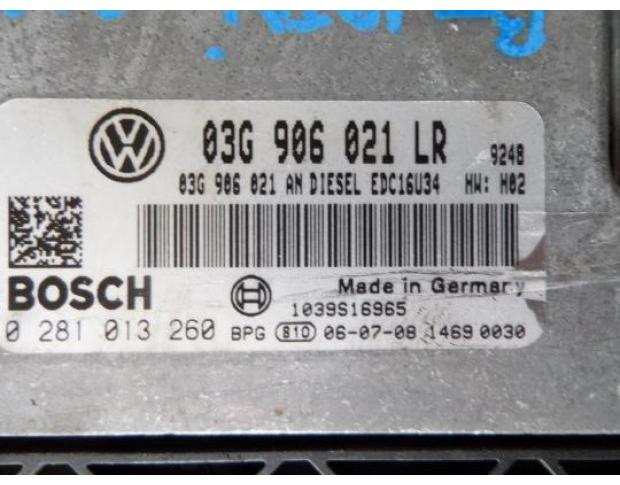 03G 906 021 LR 9248
03G 906 021 AN DIESEL EDC16U34 HW: H02
BOSCH
Made in Germany
1039S16965
0 281 013 260 BPG 810 06-07-08 1469 0030